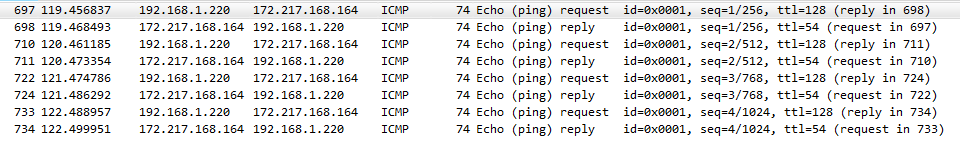 697 119.456837 192.168.1.220 172.217.168.164 ICMP 74 Echo (ping) request id=0x0001, seq=1/256, ttl=128 (reply in 698)
698 119.468493 172.217.168.164 192.168.1.220 ICMP 74 Echo (ping) reply id=0x0001, seq=1/256, ttl=54 (request in 697)
710 120.461185 192.168.1.220 172.217.168.164 ICMP 74 Echo (ping) request id=0x0001, seq=2/512, ttl=128 (reply in 711)
711 120.473354 172.217.168.164 192.168.1.220 ICMP 74 Echo (ping) reply id=0x0001, seq=2/512, ttl=54 (request in 710)
722 121.474786 192.168.1.220 172.217.168.164 ICMP 74 Echo (ping) request id=0x0001, seq=3/768, ttl=128 (reply in 724)
724 121.486292 172.217.168.164 192.168.1.220 ICMP 74 Echo (ping) reply id=0x0001, seq=3/768, ttl=54 (request in 722)
733 122.488957 192.168.1.220 172.217.168.164 ICMP 74 Echo (ping) request id=0x0001, seq=4/1024, ttl=128 (reply in 734)
734 122.499951 172.217.168.164 192.168.1.220 ICMP 74 Echo (ping) reply id=0x0001, seq=4/1024, ttl=54 (request in 733)